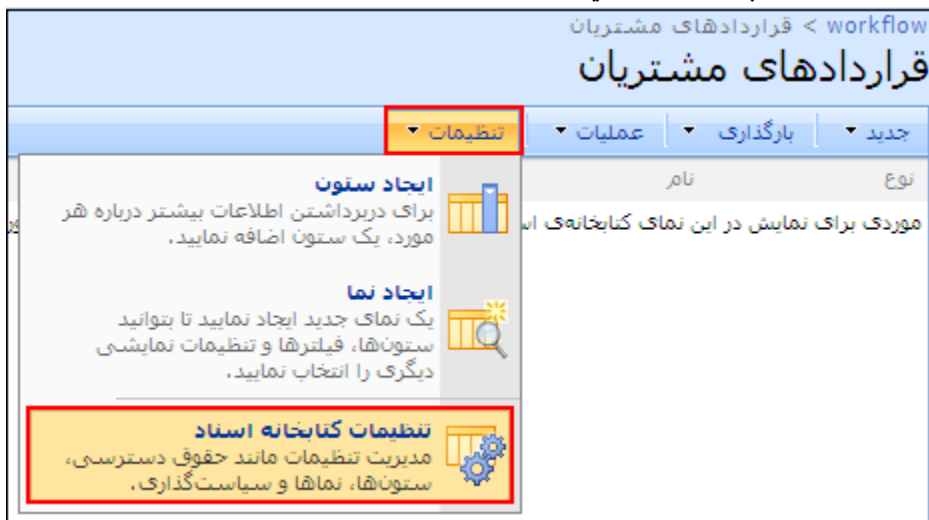 workflow > قراردادهای مشتریان
قراردادهای مشتریان
جدید بارگذاری عملیات تنظیمات
نوع نام
موردی برای نمایش در این نمای کتابخانه‌ی
ایجاد ستون
برای دربرداشتن اطلاعات بیشتر درباره هر
مورد، یک ستون اضافه نمایید.
ایجاد نما
یک نمای جدید ایجاد نمایید تا بتوانید
ستون‌ها، فیلترها و تنظیمات نمایشی
دیگری را انتخاب نمایید.
تنظیمات کتابخانه اسناد
مدیریت تنظیمات مانند حقوق دسترسی،
ستون‌ها، نماها و سیاست‌گذاری.